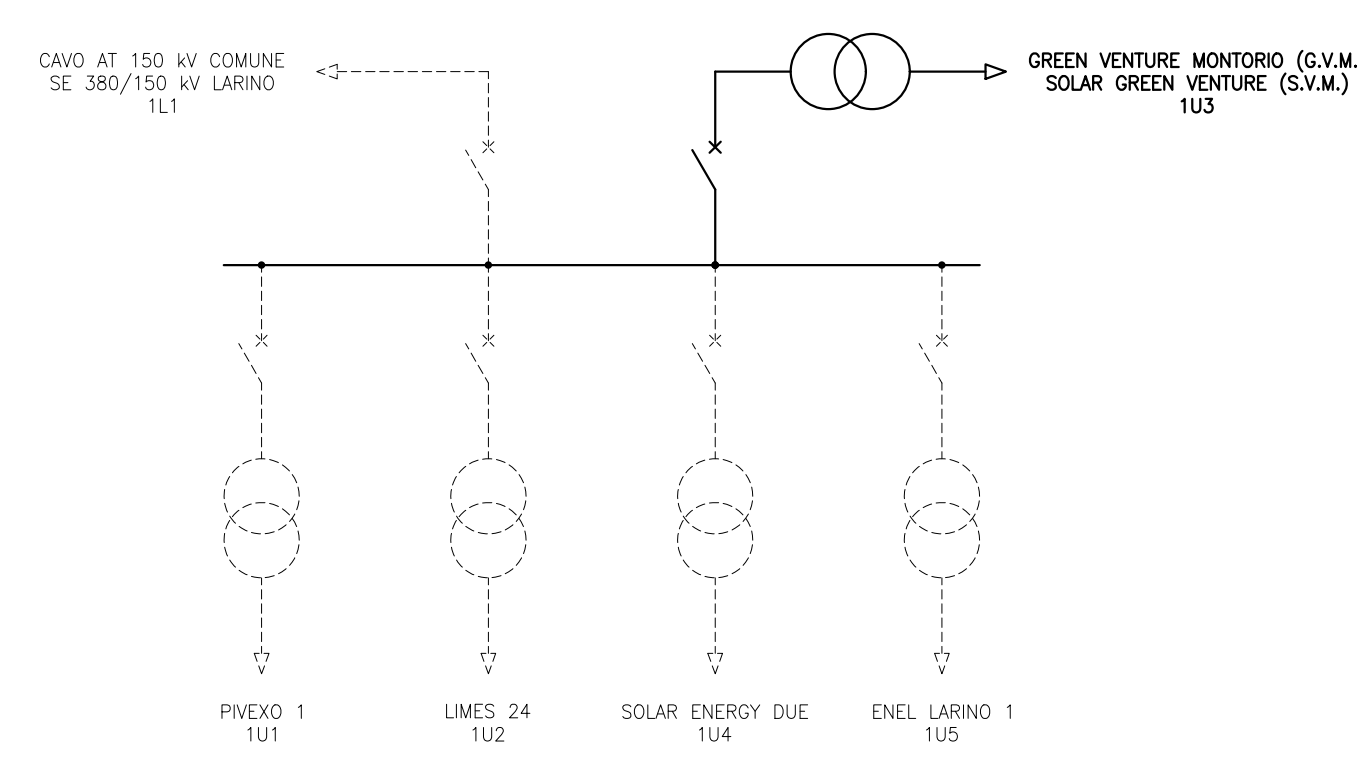 CAVO AT 150 kV COMUNE
SE 380/150 kV LARINO
1L1
GREEN VENTURE MONTORIO (G.V.M.
SOLAR GREEN VENTURE (S.V.M.)
1U3
PIVEXO 1
1U1
LIMES 24
1U2
SOLAR ENERGY DUE
1U4
ENEL LARINO 1
1U5